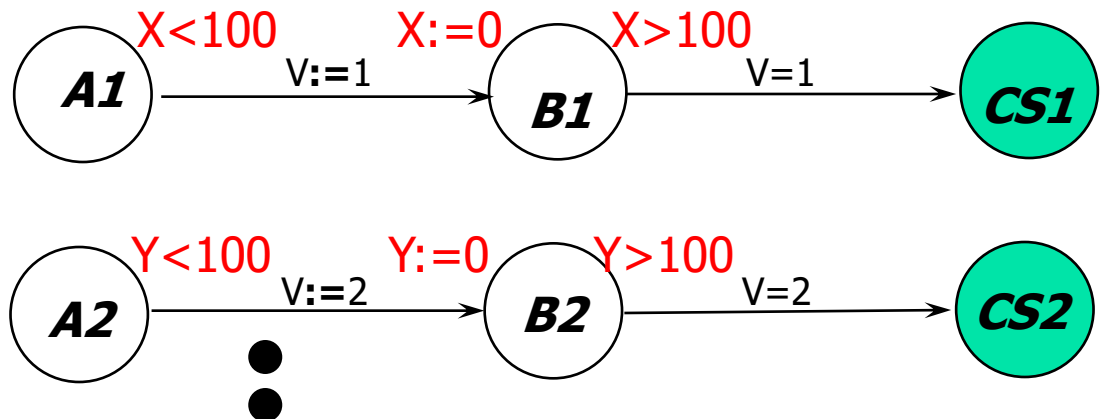 X<100 X:=0 X>100
V:=1 V=1
A1 B1 CS1
Y<100 Y:=0 Y>100
V:=2 V=2
A2 B2 CS2